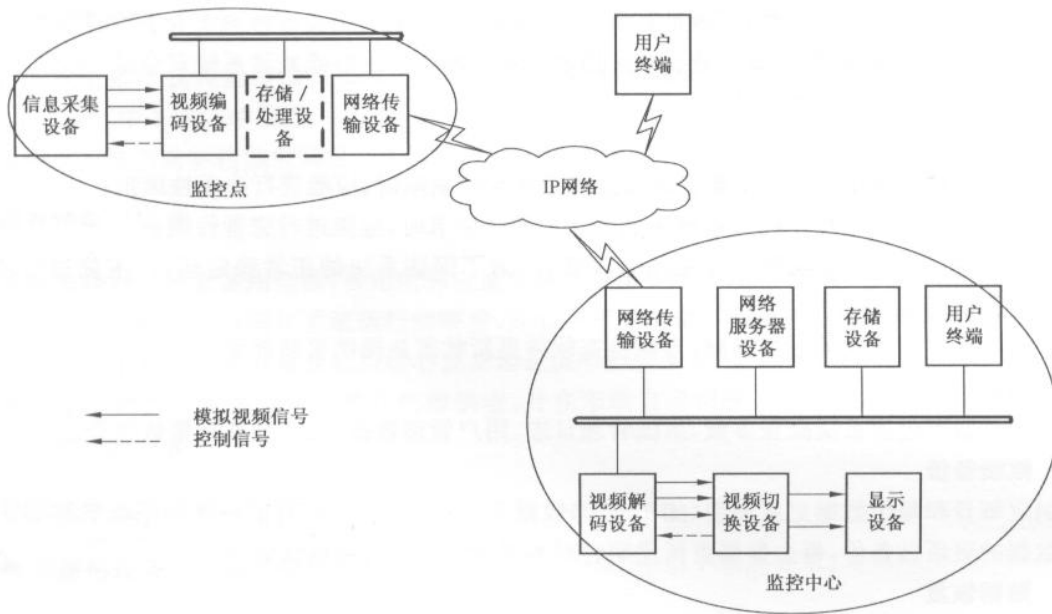 信息采集
设备
视频编
码设备
存储/
处理设
备
网络传
输设备
监控点
用户
终端
IP网络
网络传
输设备
网络
服务器
设备
存储
设备
用户
终端
模拟视频信号
控制信号
视频解
码设备
视频切
换设备
显示
设备
监控中心